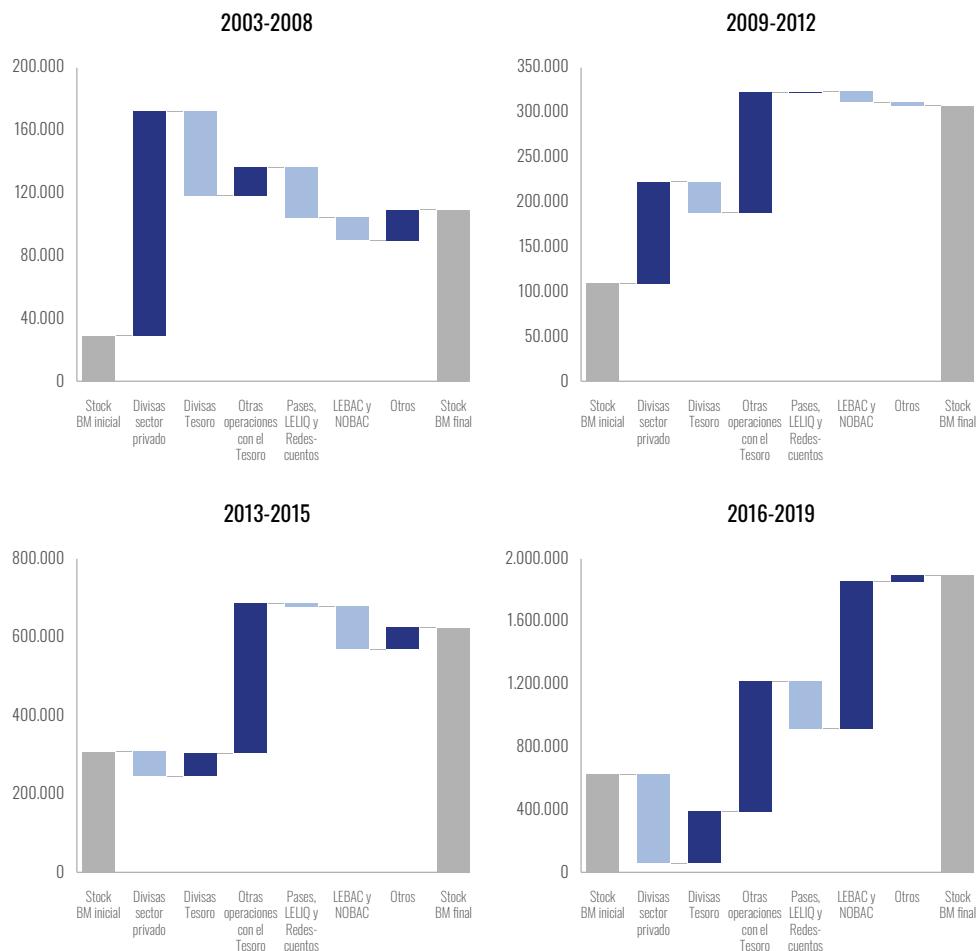 2003-2008
200.000
160.000
120.000
80.000
40.000
0
Stock
BM inicial
Divisas
sector
privado
Divisas
Tesoro
Otras
operaciones
con el
Tesoro
Pases,
LELIQ y
Redes-
cuentos
LEBAC y
NOBAC
Otros
Stock
BM final
2009-2012
350.000
300.000
250.000
200.000
150.000
100.000
50.000
0
Stock
BM inicial
Divisas
sector
privado
Divisas
Tesoro
Otras
operaciones
con el
Tesoro
Pases,
LELIQ y
Redes-
cuentos
LEBAC y
NOBAC
Otros
Stock
BM final
2013-2015
800.000
600.000
400.000
200.000
0
Stock
BM inicial
Divisas
sector
privado
Divisas
Tesoro
Otras
operaciones
con el
Tesoro
Pases,
LELIQ y
Redes-
cuentos
LEBAC y
NOBAC
Otros
Stock
BM final
2016-2019
2.000.000
1.600.000
1.200.000
800.000
400.000
0
Stock
BM inicial
Divisas
sector
privado
Divisas
Tesoro
Otras
operaciones
con el
Tesoro
Pases,
LELIQ y
Redes-
cuentos
LEBAC y
NOBAC
Otros
Stock
BM final